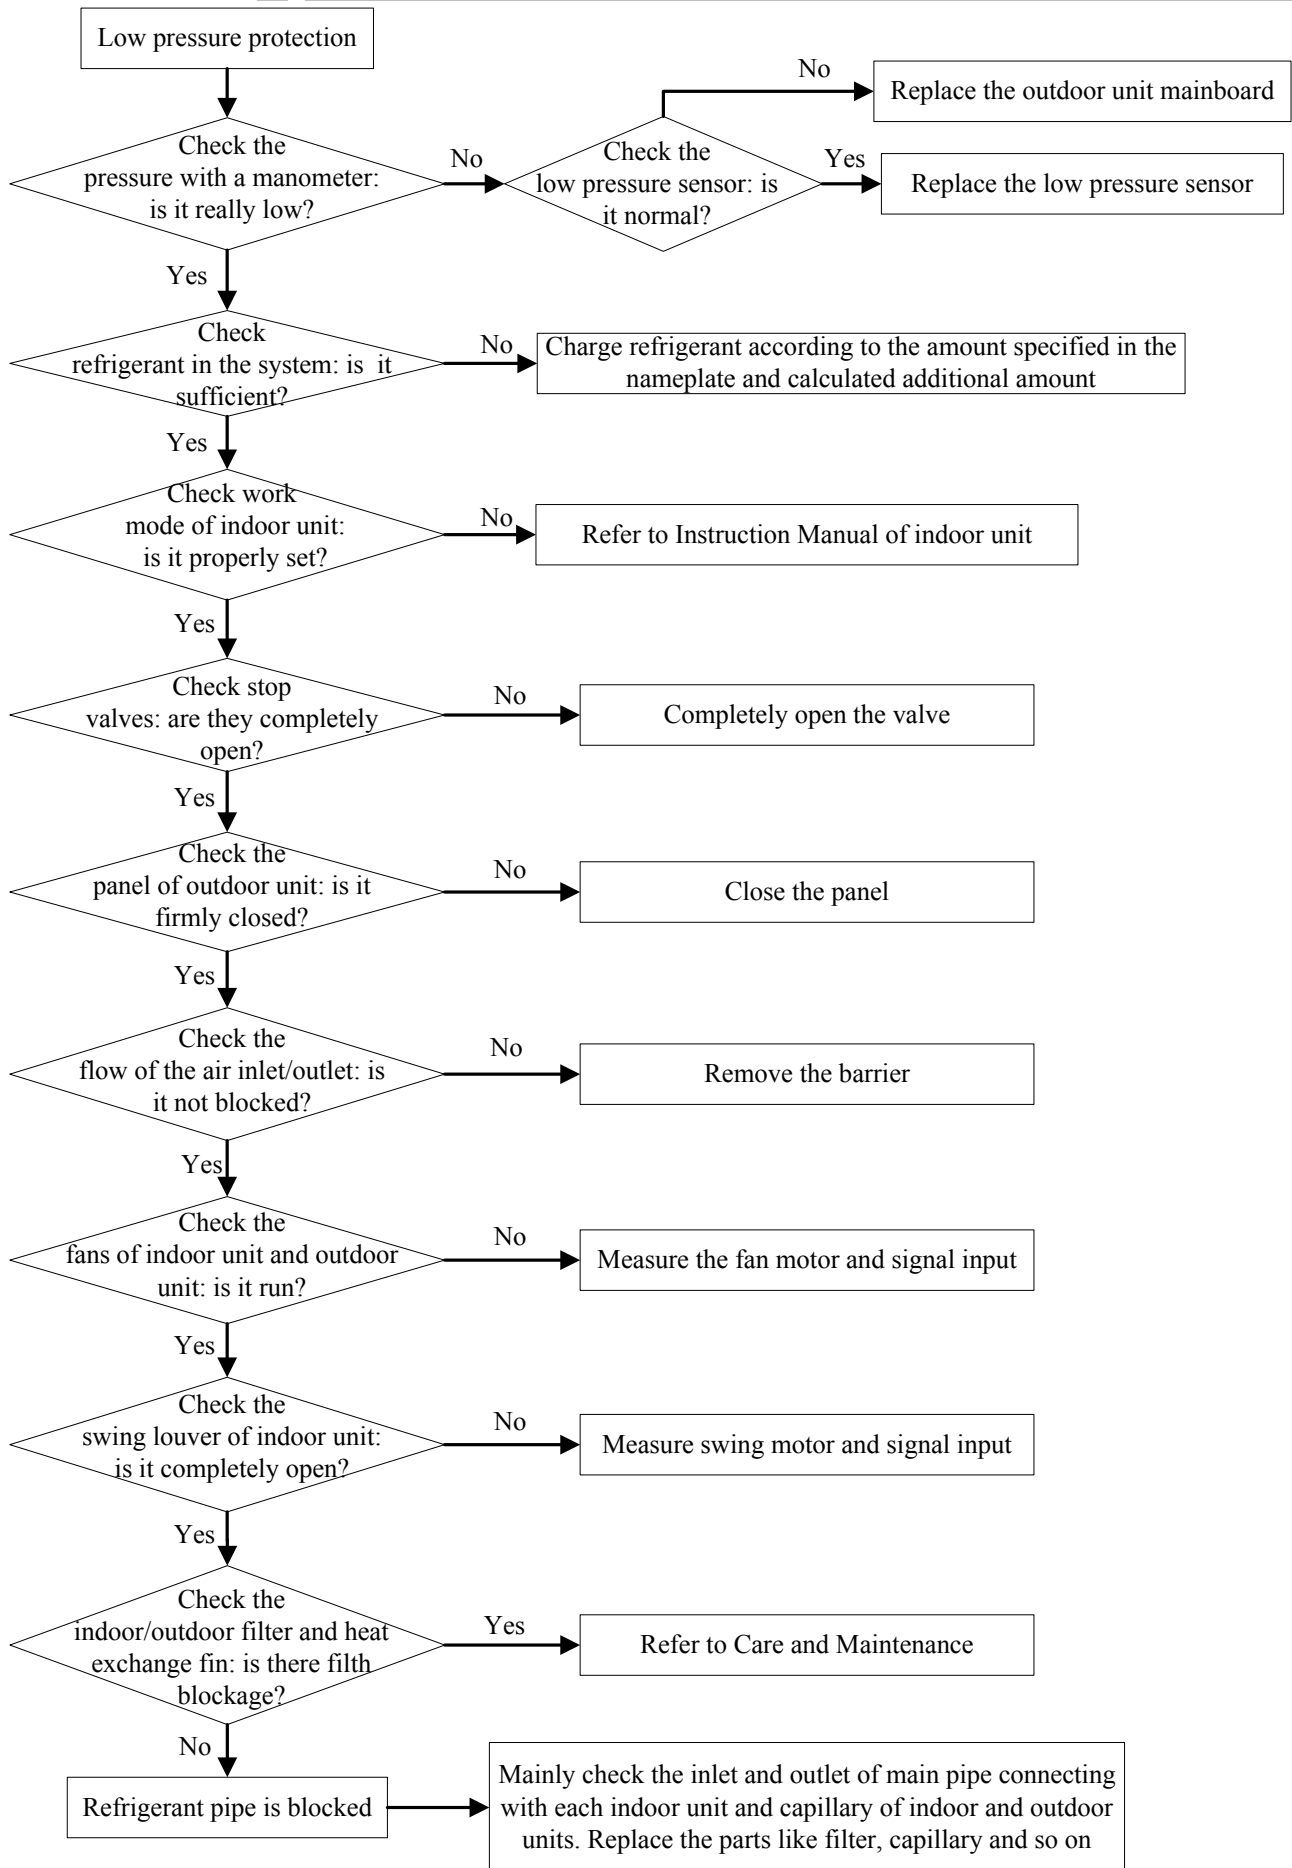 Low pressure protection
No
Replace the outdoor unit mainboard
Check the
pressure with a manometer:
is it really low?
No
Check the
low pressure sensor: is
it normal?
Yes
Replace the low pressure sensor
Yes
Check
refrigerant in the system: is it
sufficient?
No
Charge refrigerant according to the amount specified in the
nameplate and calculated additional amount
Yes
Check work
mode of indoor unit:
is it properly set?
No
Refer to Instruction Manual of indoor unit
Yes
Check stop
valves: are they completely
open?
No
Completely open the valve
Yes
Check the
panel of outdoor unit: is it
firmly closed?
No
Close the panel
Yes
Check the
flow of the air inlet/outlet: is
it not blocked?
No
Remove the barrier
Yes
Check the
fans of indoor unit and outdoor
unit: is it run?
No
Measure the fan motor and signal input
Yes
Check the
swing louver of indoor unit:
is it completely open?
No
Measure swing motor and signal input
Yes
Check the
indoor/outdoor filter and heat
exchange fin: is there filth
blockage?
Yes
Refer to Care and Maintenance
No
Refrigerant pipe is blocked
Mainly check the inlet and outlet of main pipe connecting
with each indoor unit and capillary of indoor and outdoor
units. Replace the parts like filter, capillary and so on